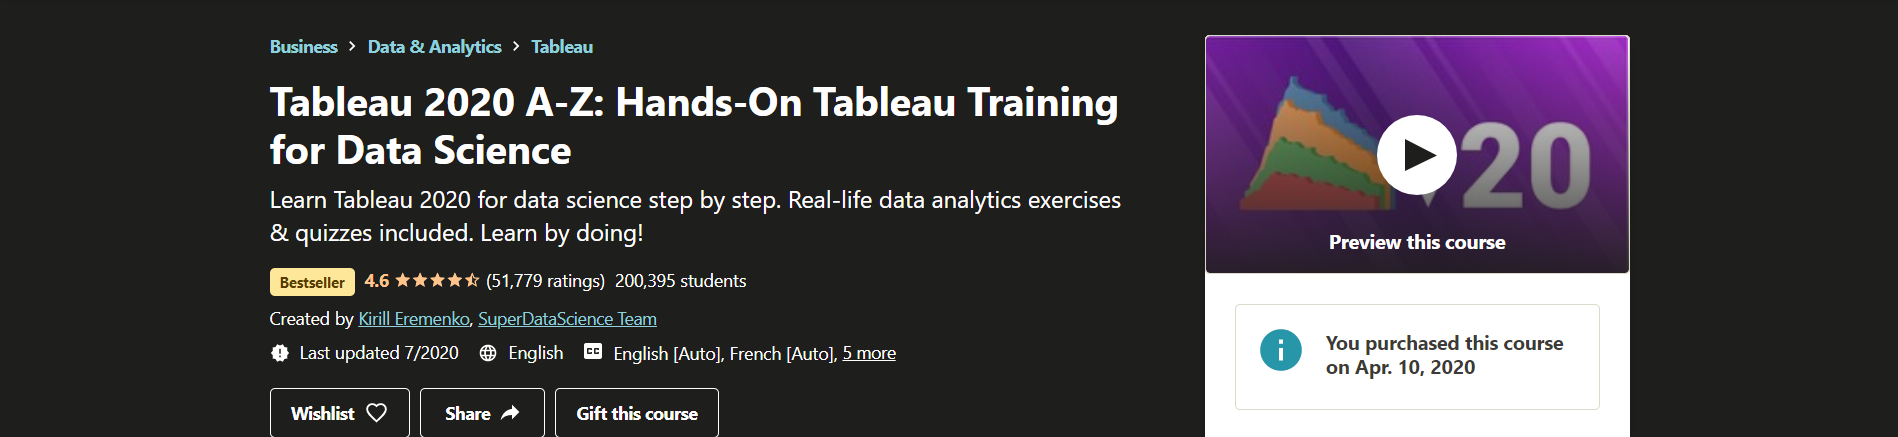 Business > Data & Analytics > Tableau
Tableau 2020 A-Z: Hands-On Tableau Training
for Data Science
Learn Tableau 2020 for data science step by step. Real-life data analytics exercises
& quizzes included. Learn by doing!
Bestseller 4.6 (51,779 ratings) 200,395 students
Created by Kirill Eremenko, SuperDataScience Team
Last updated 7/2020 English CC English [Auto], French [Auto], 5 more
Wishlist Share Gift this course
V20
Preview this course
You purchased this course
on Apr. 10, 2020